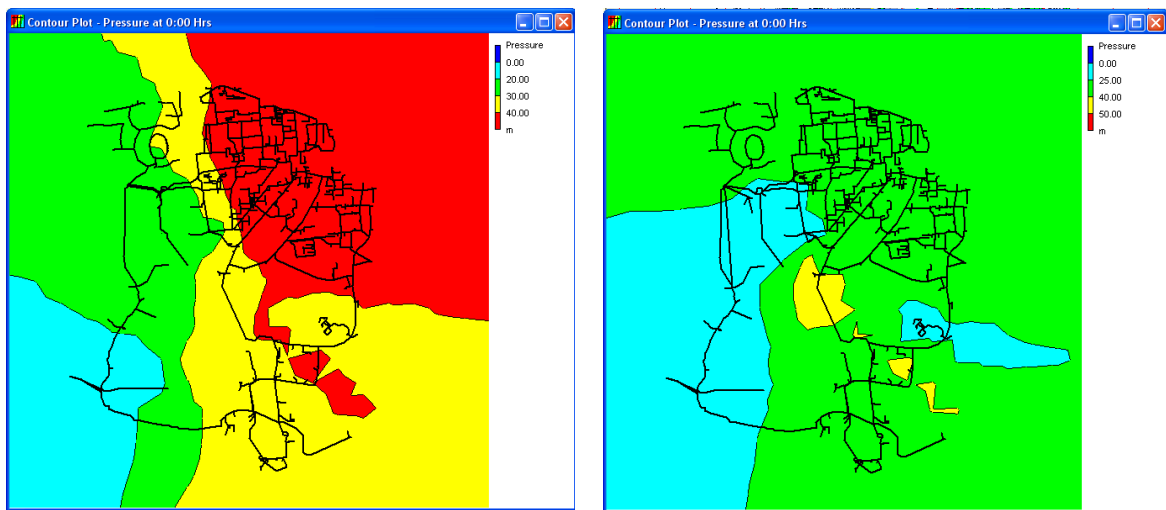 Contour Plot - Pressure at 0:00 Hrs
Pressure
0.00
20.00
30.00
40.00
m
Contour Plot - Pressure at 0:00 Hrs
Pressure
0.00
25.00
40.00
50.00
m